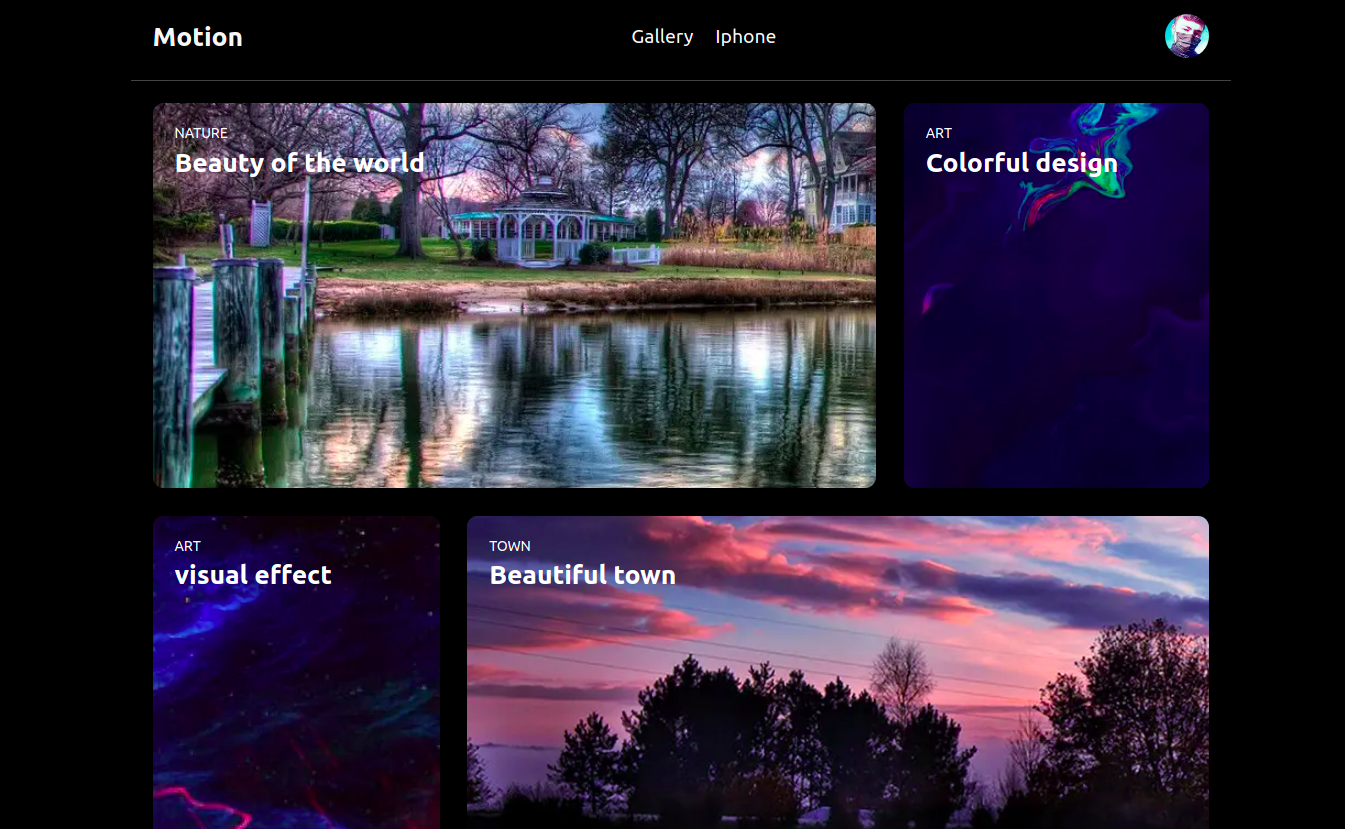 Motion
Gallery
Iphone
NATURE
Beauty of the world
ART
Colorful design
ART
visual effect
TOWN
Beautiful town